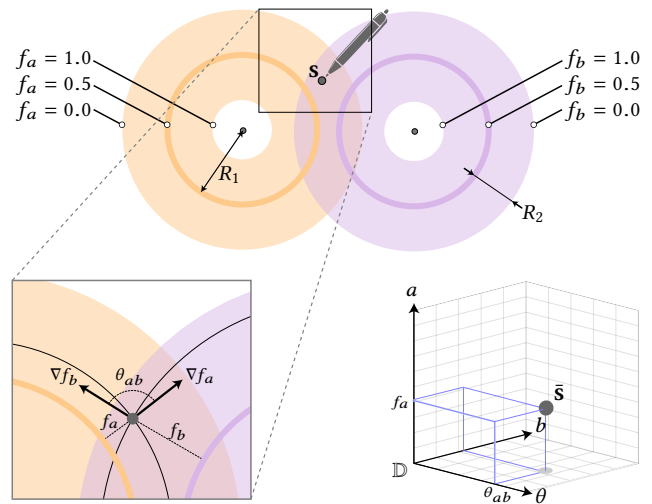 f_a = 1.0
f_a = 0.5
f_a = 0.0
s
f_b = 1.0
f_b = 0.5
f_b = 0.0
R_1
R_2
∇f_b
θ_ab
∇f_a
f_a
f_b
a
f_a
s̄
b
𝔻
θ_ab
θ